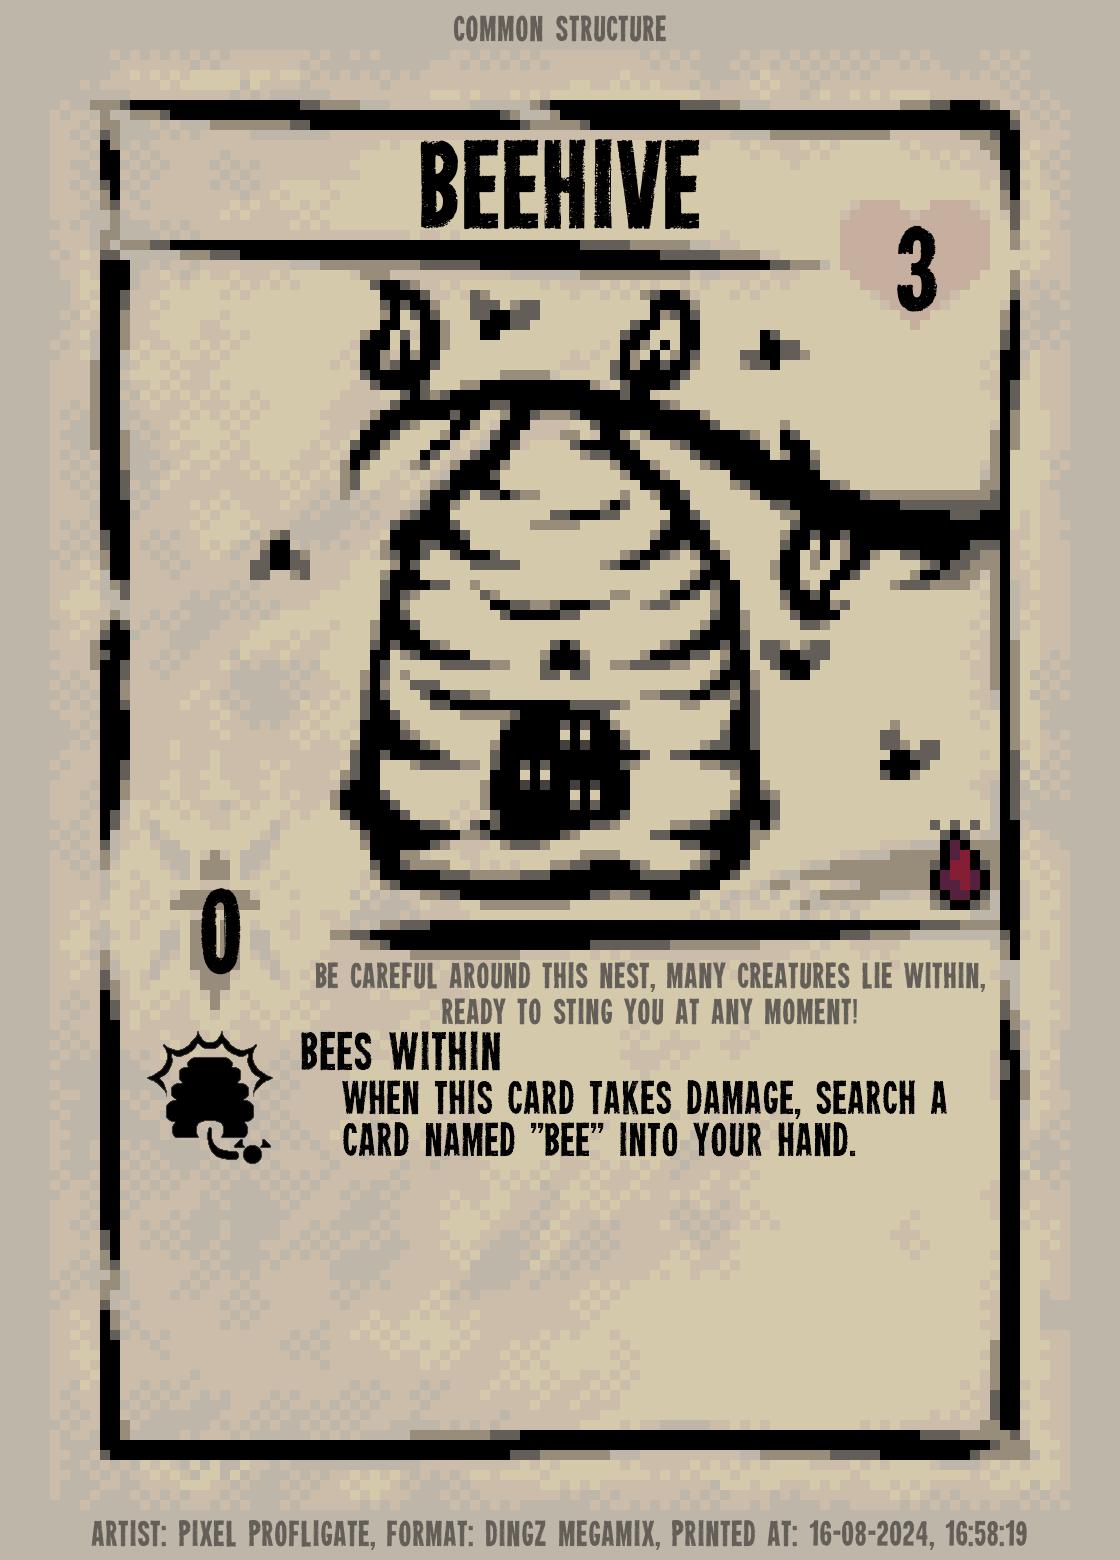 COMMON STRUCTURE
BEEHIVE
3
0
BE CAREFUL AROUND THIS NEST, MANY CREATURES LIE WITHIN,
READY TO STING YOU AT ANY MOMENT!
BEES WITHIN
WHEN THIS CARD TAKES DAMAGE, SEARCH A
CARD NAMED "BEE" INTO YOUR HAND.
ARTIST: PIXEL PROFLIGATE, FORMAT: DINGZ MEGAMIX, PRINTED AT: 16-08-2024, 16:58:19